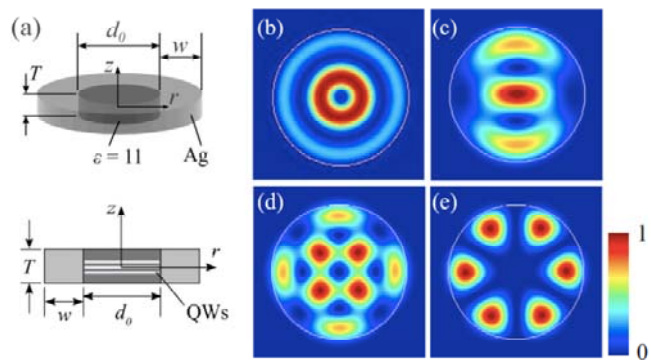 (a)
d₀
w
T
z
r
ε = 11
Ag
z
T
r
w
d₀
QWs
(b)
(c)
(d)
(e)
1
0